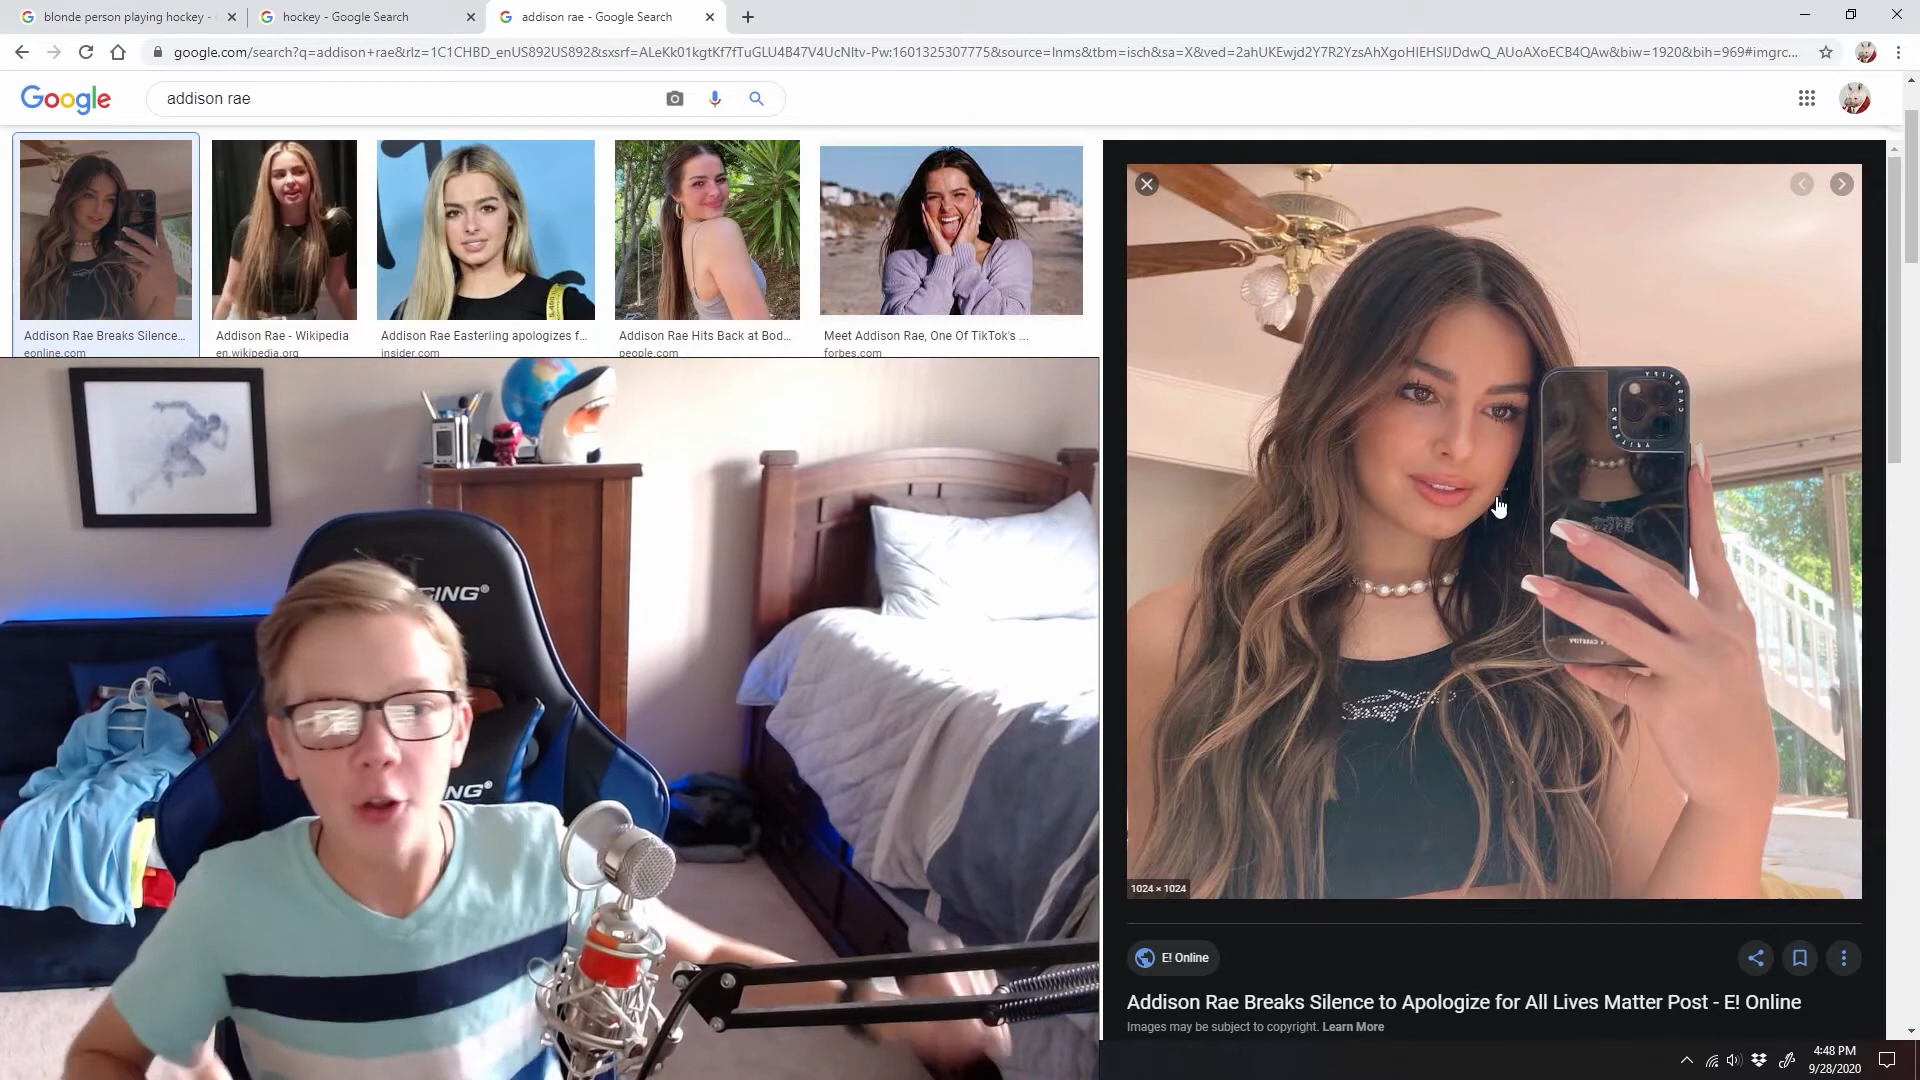 blonde person playing hockey -
hockey - Google Search
addison rae - Google Search
google.com/search?q=addison+rae&rlz=1C1CHBD_enUS892US892&sxsrf=ALeKk01kgtKf7fTuGLU4B47V4UcNItv-Pw:1601325307775&source=lnms&tbm=isch&sa=X&ved=2ahUKEwjd2Y7R2YzsAhXgoHIEHSIJDdwQ_AUoAXoECB4QAw&biw=1920&bih=969#imgrc...
Google
addison rae
Addison Rae Breaks Silence...
eonline.com
Addison Rae - Wikipedia
en.wikipedia.org
Addison Rae Easterling apologizes f...
insider.com
Addison Rae Hits Back at Bod...
people.com
Meet Addison Rae, One Of TikTok's ...
forbes.com
CASETIFY
1024 × 1024
E! Online
Addison Rae Breaks Silence to Apologize for All Lives Matter Post - E! Online
Images may be subject to copyright. Learn More
4:48 PM
9/28/2020